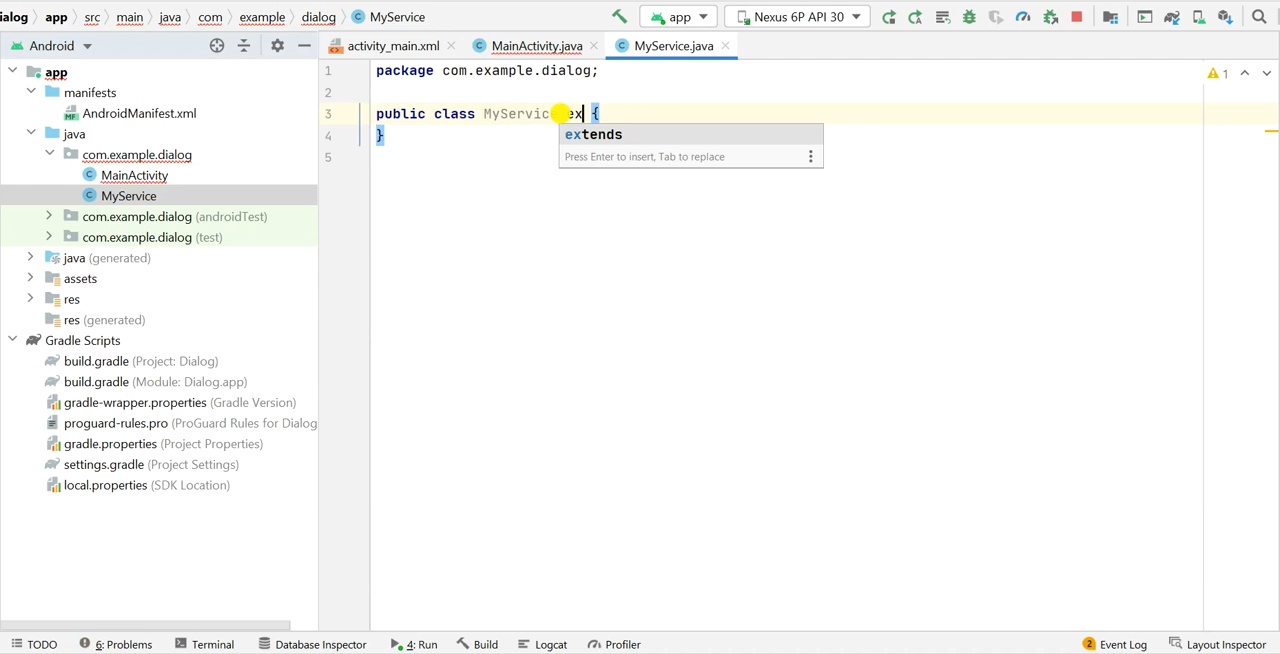 ialog app src main java com example dialog MyService app Nexus 6P API 30
Android activity_main.xml MainActivity.java MyService.java
app
manifests
AndroidManifest.xml
java
com.example.dialog
MainActivity
MyService
com.example.dialog (androidTest)
com.example.dialog (test)
java (generated)
assets
res
res (generated)
Gradle Scripts
build.gradle (Project: Dialog)
build.gradle (Module: Dialog.app)
gradle-wrapper.properties (Gradle Version)
proguard-rules.pro (ProGuard Rules for Dialog
gradle.properties (Project Properties)
settings.gradle (Project Settings)
local.properties (SDK Location)
1 package com.example.dialog; 1
2
3 public class MyService ex {
4 }
5
extends
Press Enter to insert, Tab to replace
TODO 6: Problems Terminal Database Inspector 4: Run Build Logcat Profiler 2 Event Log Layout Inspector